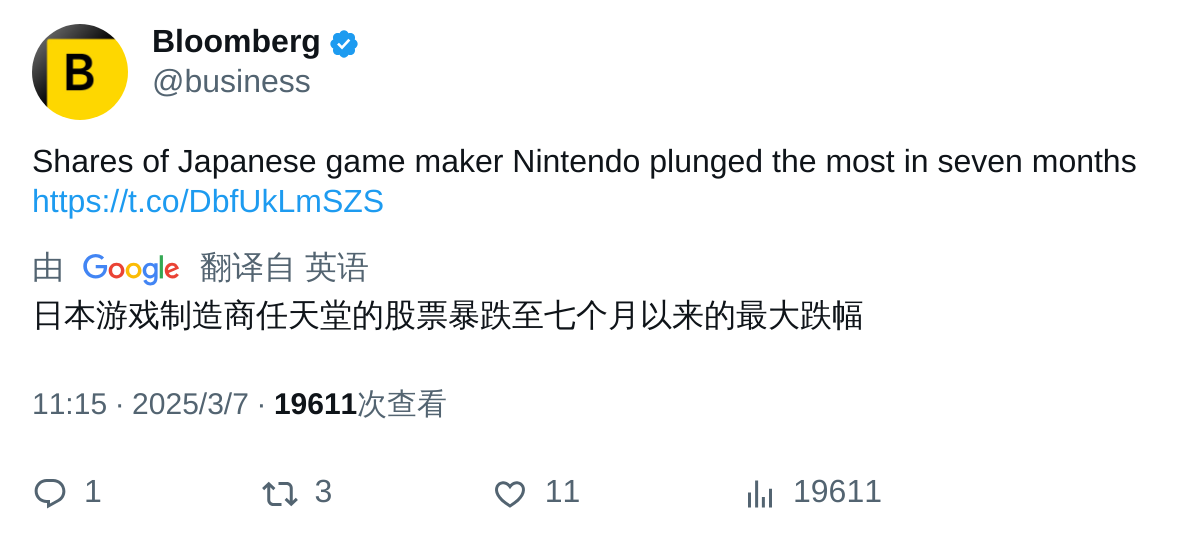 B
Bloomberg
@business
Shares of Japanese game maker Nintendo plunged the most in seven months
https://t.co/DbfUkLmSZS
由 Google 翻译自 英语
日本游戏制造商任天堂的股票暴跌至七个月以来的最大跌幅
11:15 · 2025/3/7 · 19611次查看
1 3 11 19611